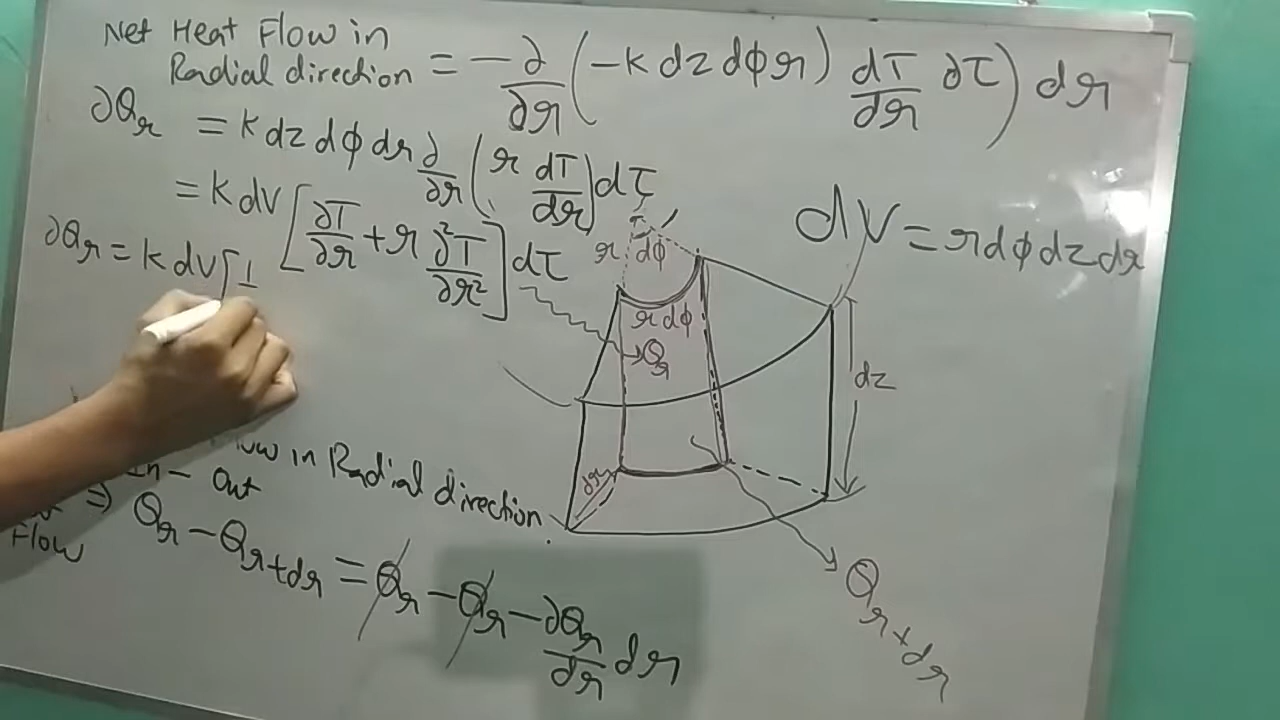 Net Heat Flow in
Radial direction = -∂/∂r (-K dz dϕ r) dT/dr ∂τ) dr
∂Qr = K dz dϕ dr ∂/∂r (r dT/dr) dτ
= K dV [∂T/∂r + r ∂²T/∂r²] dτ
∂Qr = K dV [1
dV = r dϕ dz dr
r dϕ
r dϕ
Qr
dz
dr
Flow in Radial direction
In - Out
⇒ Qr - Qr+dr = Qr - Qr - ∂Qr/dr dr
Flow
Qr+dr